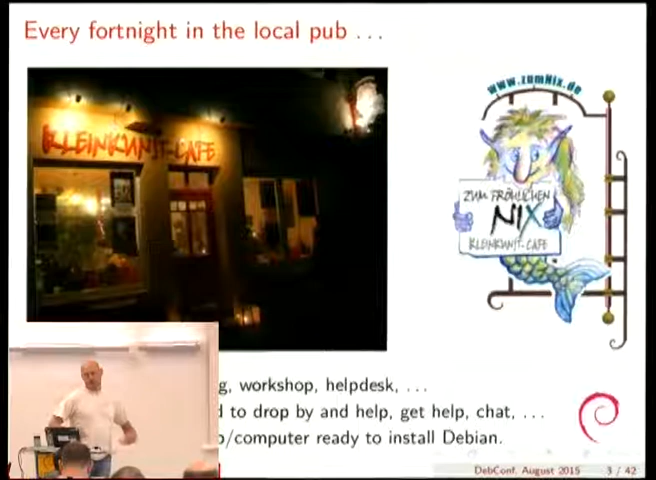 Every fortnight in the local pub ...
KLEINKUNST-CAFE
www.zumNix.de
ZUM FRÖHLICHEN
NIX
KLEINKUNST-CAFE
workshop, helpdesk, ...
to drop by and help, get help, chat, ...
/computer ready to install Debian.
DebConf, August 2015 3 / 42